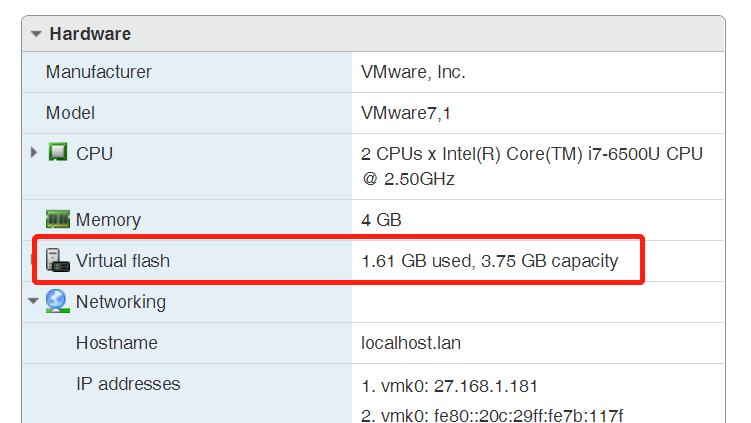 Hardware
Manufacturer VMware, Inc.
Model VMware7,1
CPU 2 CPUs x Intel(R) Core(TM) i7-6500U CPU
@ 2.50GHz
Memory 4 GB
Virtual flash 1.61 GB used, 3.75 GB capacity
Networking
Hostname localhost.lan
IP addresses 1. vmk0: 27.168.1.181
2. vmk0: fe80::20c:29ff:fe7b:117f